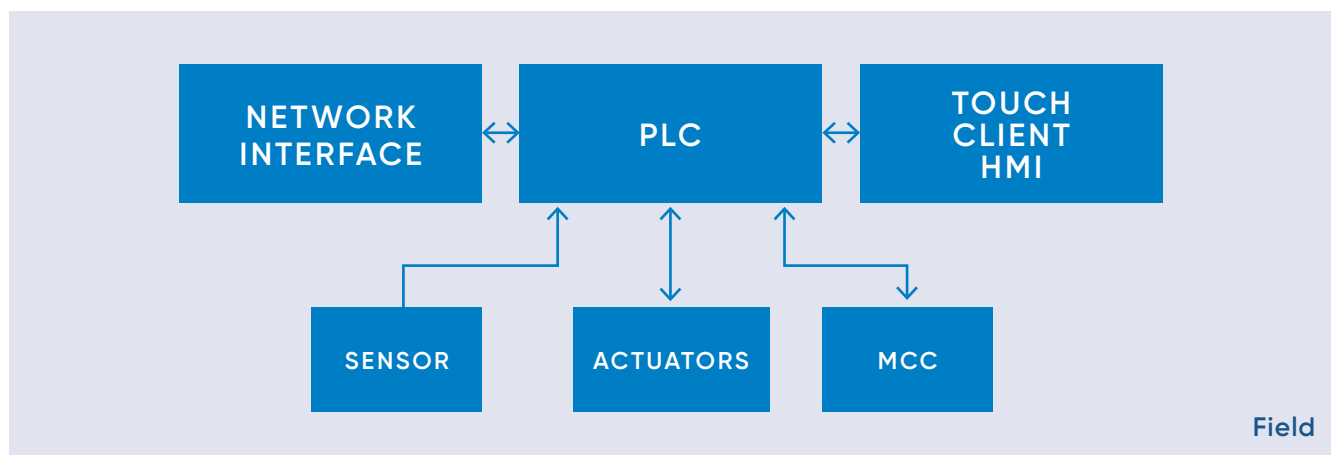 NETWORK
INTERFACE
PLC
TOUCH
CLIENT
HMI
SENSOR
ACTUATORS
MCC
Field